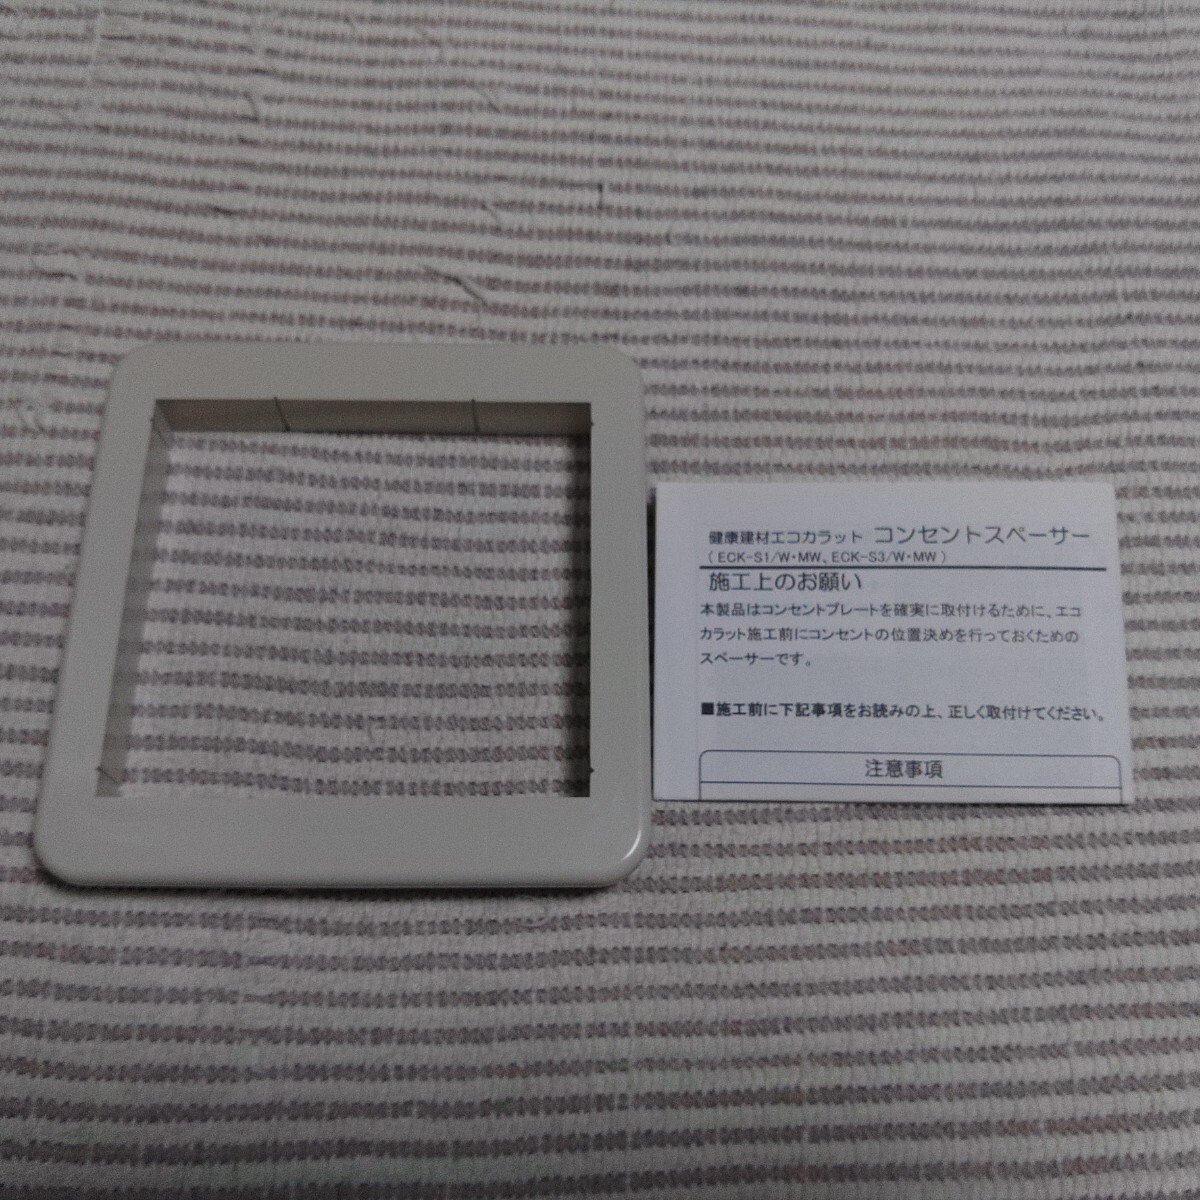 健康建材エコカラット コンセントスペーサー
（ECK-S1/W・MW、ECK-S3/W・MW）
施工上のお願い
本製品はコンセントプレートを確実に取付けるために、エコ
カラット施工前にコンセントの位置決めを行っておくための
スペーサーです。
■施工前に下記事項をお読みの上、正しく取付けてください。
注意事項